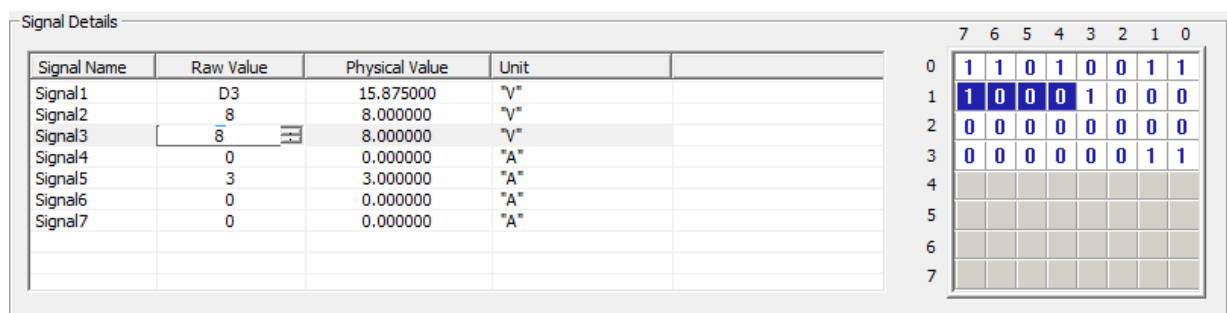 Signal Details
7 6 5 4 3 2 1 0
Signal Name Raw Value Physical Value Unit
Signal1 D3 15.875000 "V"
Signal2 8 8.000000 "V"
Signal3 8 8.000000 "V"
Signal4 0 0.000000 "A"
Signal5 3 3.000000 "A"
Signal6 0 0.000000 "A"
Signal7 0 0.000000 "A"
0 1 1 0 1 0 0 1 1
1 1 0 0 0 1 0 0 0
2 0 0 0 0 0 0 0 0
3 0 0 0 0 0 0 1 1
4
5
6
7